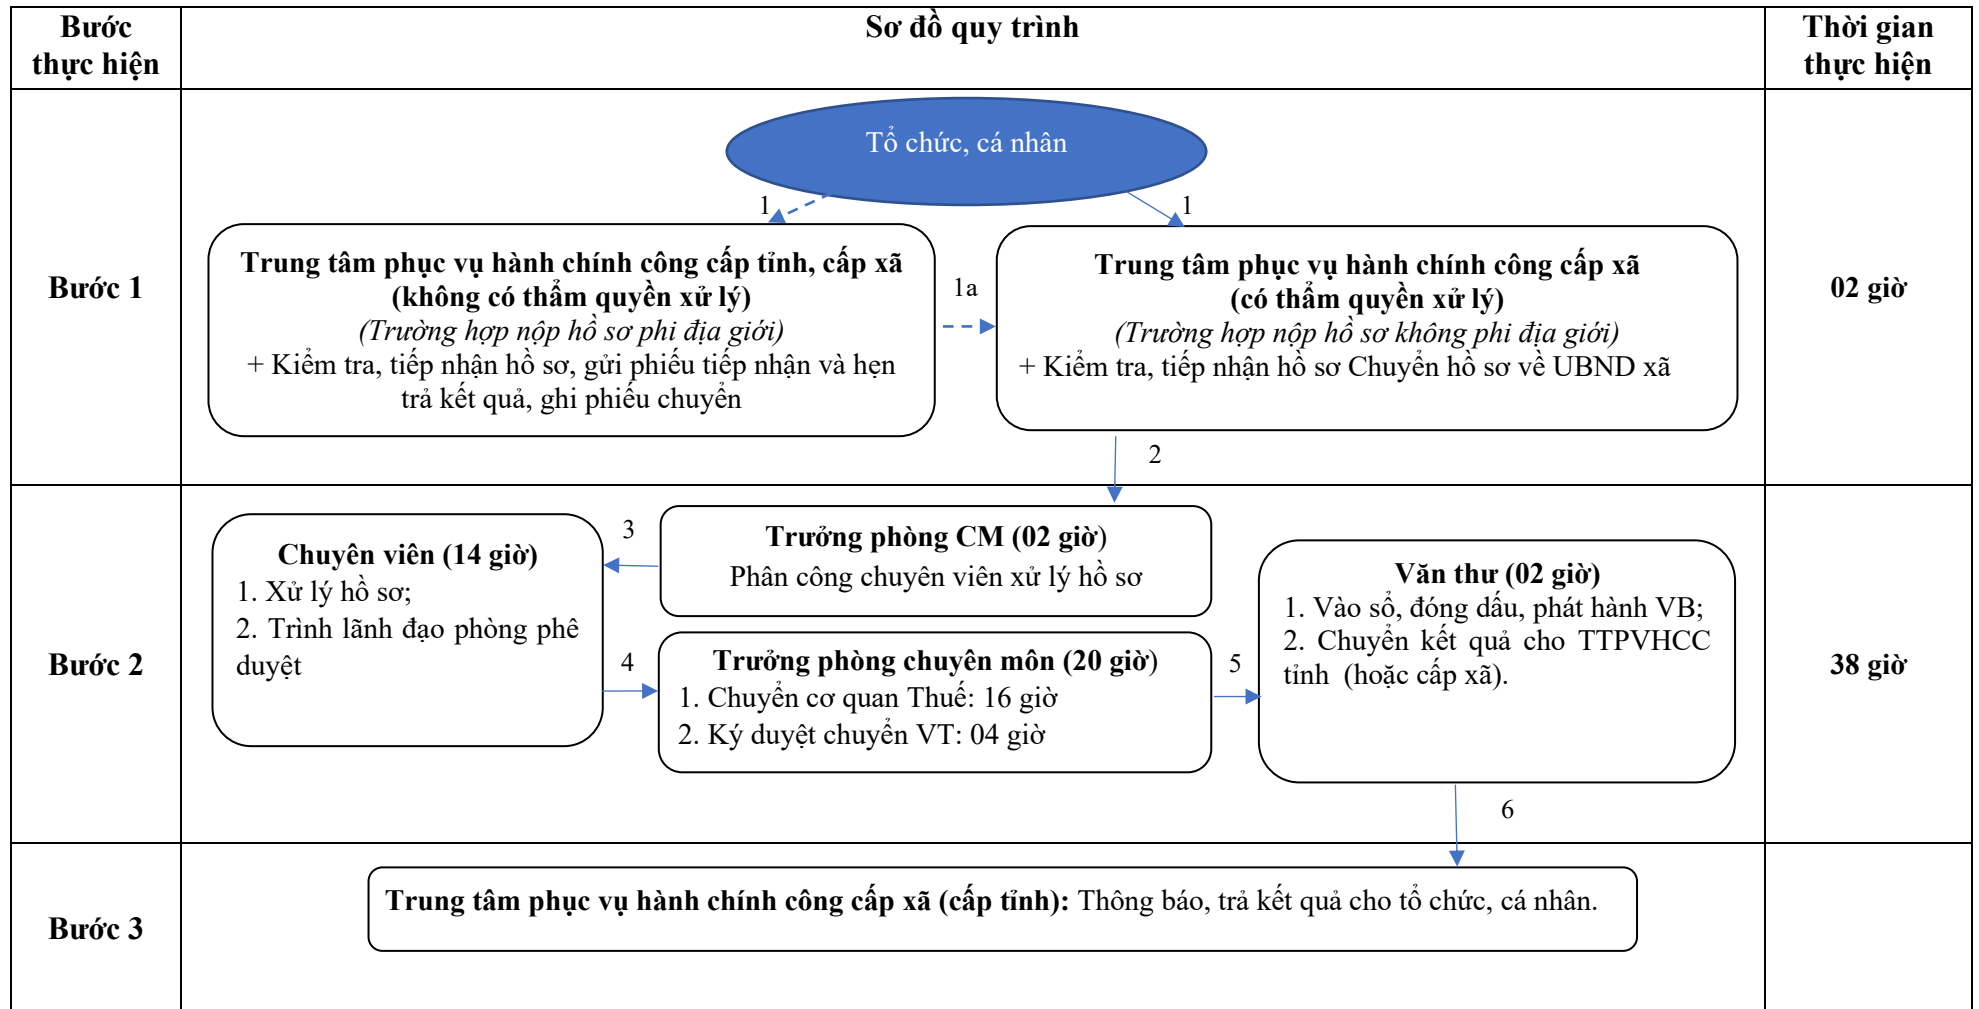 Bước
thực hiện
Sơ đồ quy trình
Thời gian
thực hiện
Bước 1
Tổ chức, cá nhân
1
1
Trung tâm phục vụ hành chính công cấp tỉnh, cấp xã
(không có thẩm quyền xử lý)
(Trường hợp nộp hồ sơ phi địa giới)
+ Kiểm tra, tiếp nhận hồ sơ, gửi phiếu tiếp nhận và hẹn
trả kết quả, ghi phiếu chuyển
1a
Trung tâm phục vụ hành chính công cấp xã
(có thẩm quyền xử lý)
(Trường hợp nộp hồ sơ không phi địa giới)
+ Kiểm tra, tiếp nhận hồ sơ Chuyển hồ sơ về UBND xã
02 giờ
2
Bước 2
Trưởng phòng CM (02 giờ)
Phân công chuyên viên xử lý hồ sơ
3
Chuyên viên (14 giờ)
1. Xử lý hồ sơ;
2. Trình lãnh đạo phòng phê
duyệt
4
Trưởng phòng chuyên môn (20 giờ)
1. Chuyển cơ quan Thuế: 16 giờ
2. Ký duyệt chuyển VT: 04 giờ
5
Văn thư (02 giờ)
1. Vào sổ, đóng dấu, phát hành VB;
2. Chuyển kết quả cho TTPVHCC
tỉnh (hoặc cấp xã).
38 giờ
6
Bước 3
Trung tâm phục vụ hành chính công cấp xã (cấp tỉnh): Thông báo, trả kết quả cho tổ chức, cá nhân.